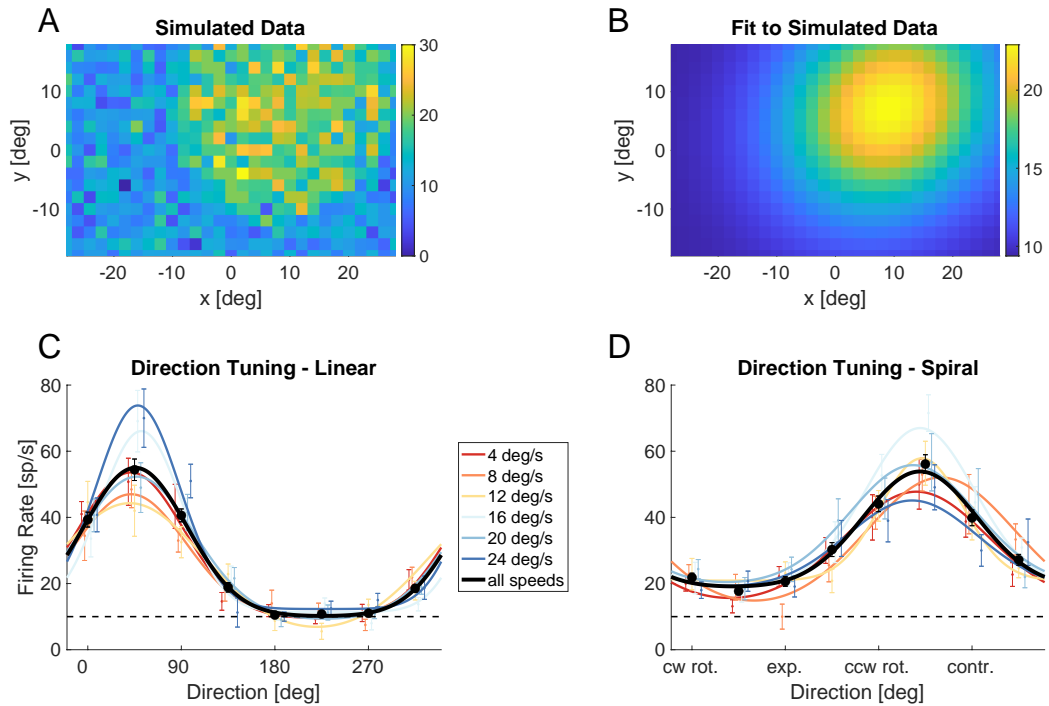 A
Simulated Data
y [deg]
10
0
-10
-20
-10
0
10
20
x [deg]
30
20
10
0
B
Fit to Simulated Data
y [deg]
10
0
-10
-20
-10
0
10
20
x [deg]
20
15
10
C
Direction Tuning - Linear
Firing Rate [sp/s]
80
60
40
20
0
0
90
180
270
Direction [deg]
4 deg/s
8 deg/s
12 deg/s
16 deg/s
20 deg/s
24 deg/s
all speeds
D
Direction Tuning - Spiral
80
60
40
20
0
cw rot.
exp.
ccw rot.
contr.
Direction [deg]